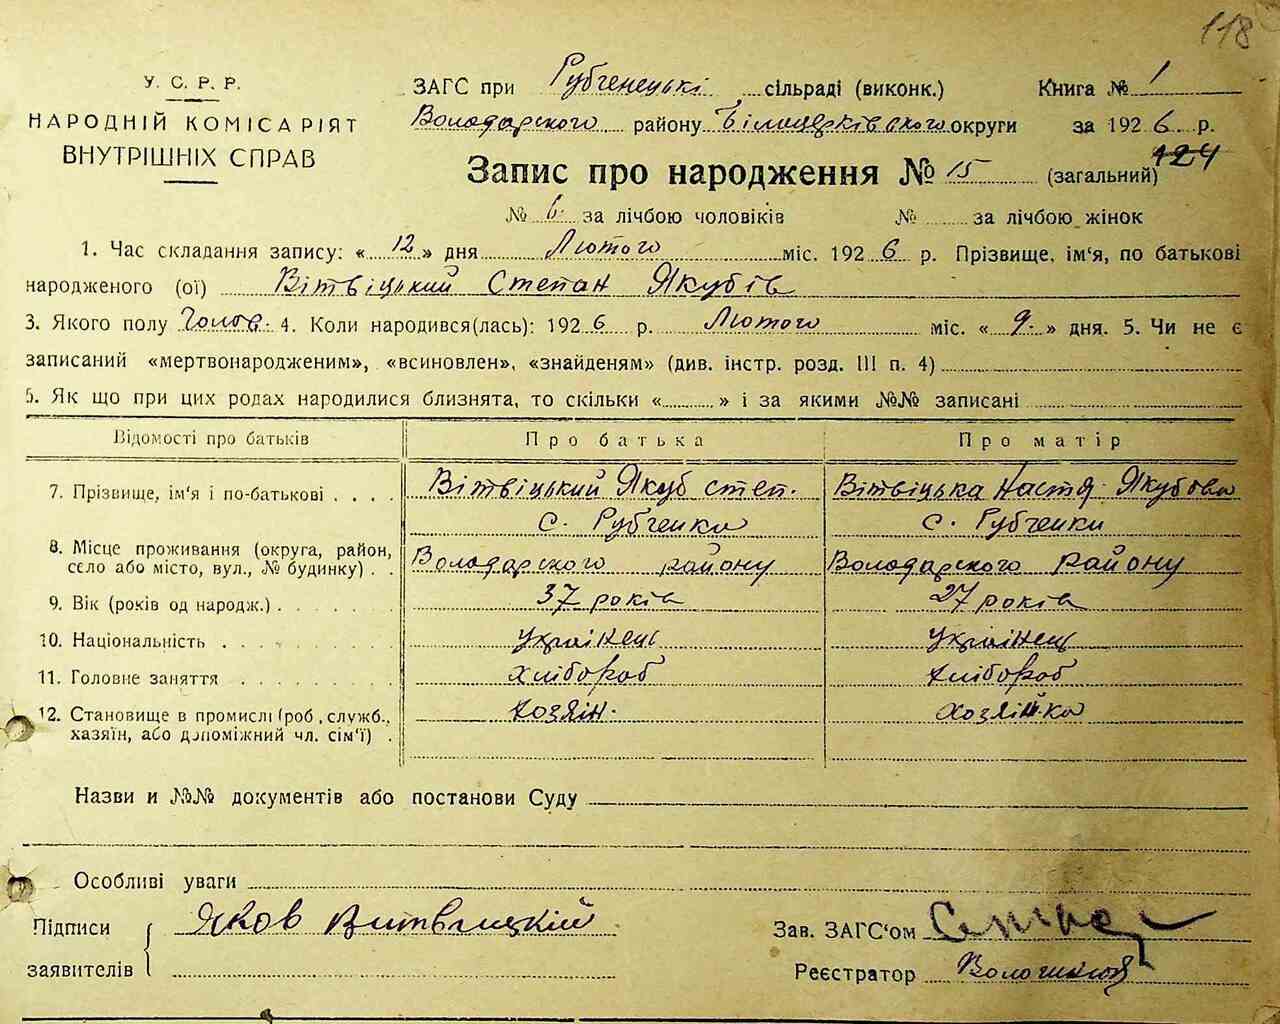 118
У. С. Р. Р.
НАРОДНІЙ КОМІСАРІЯТ
ВНУТРІШНІХ СПРАВ
ЗАГС при Рубченецькі сільраді (виконк.) Книга № 1
Володарского району Білоцерківського округи за 1926 р.
Запис про народження № 15 (загальний) 124
№ 6. за лічбою чоловіків № за лічбою жінок
1. Час складання запису: «12» дня Лютого міс. 1926 р. Прізвище, ім'я, по батькові
народженого (ої) Вітвіцький Степан Якубів
3. Якого полу Чолов. 4. Коли народився(лась): 1926 р. Лютого міс. «9.» дня. 5. Чи не є
записаний «мертвонародженим», «всиновлен», «знайденям» (див. інстр. розд. III п. 4)
5. Як що при цих родах народилися близнята, то скільки « » і за якими №№ записані
Відомості про батьків Про батька Про матір
7. Прізвище, ім'я і по-батькові . . . . Вітвіцький Якуб степ. Вітвіцька Настя Якубова
с. Рубченки с. Рубченки
8. Місце проживання (округа, район,
село або місто, вул., № будинку) . . Володарского району Володарского району
9. Вік (років од народж.) . . . . . . . 37 років 27 років
10. Національність . . . . . . . . . українець українець
11. Головне заняття . . . . . . . . хлібороб хлібороб
12. Становище в промислі (роб., служб.,
хазяїн, або допоміжний чл. сім'ї) . хозяін. хозяінка
Назви и №№ документів або постанови Суду
Особливі уваги
Підписи
заявителів
Яков Витвицкій
Зав. ЗАГС'ом
Реєстратор